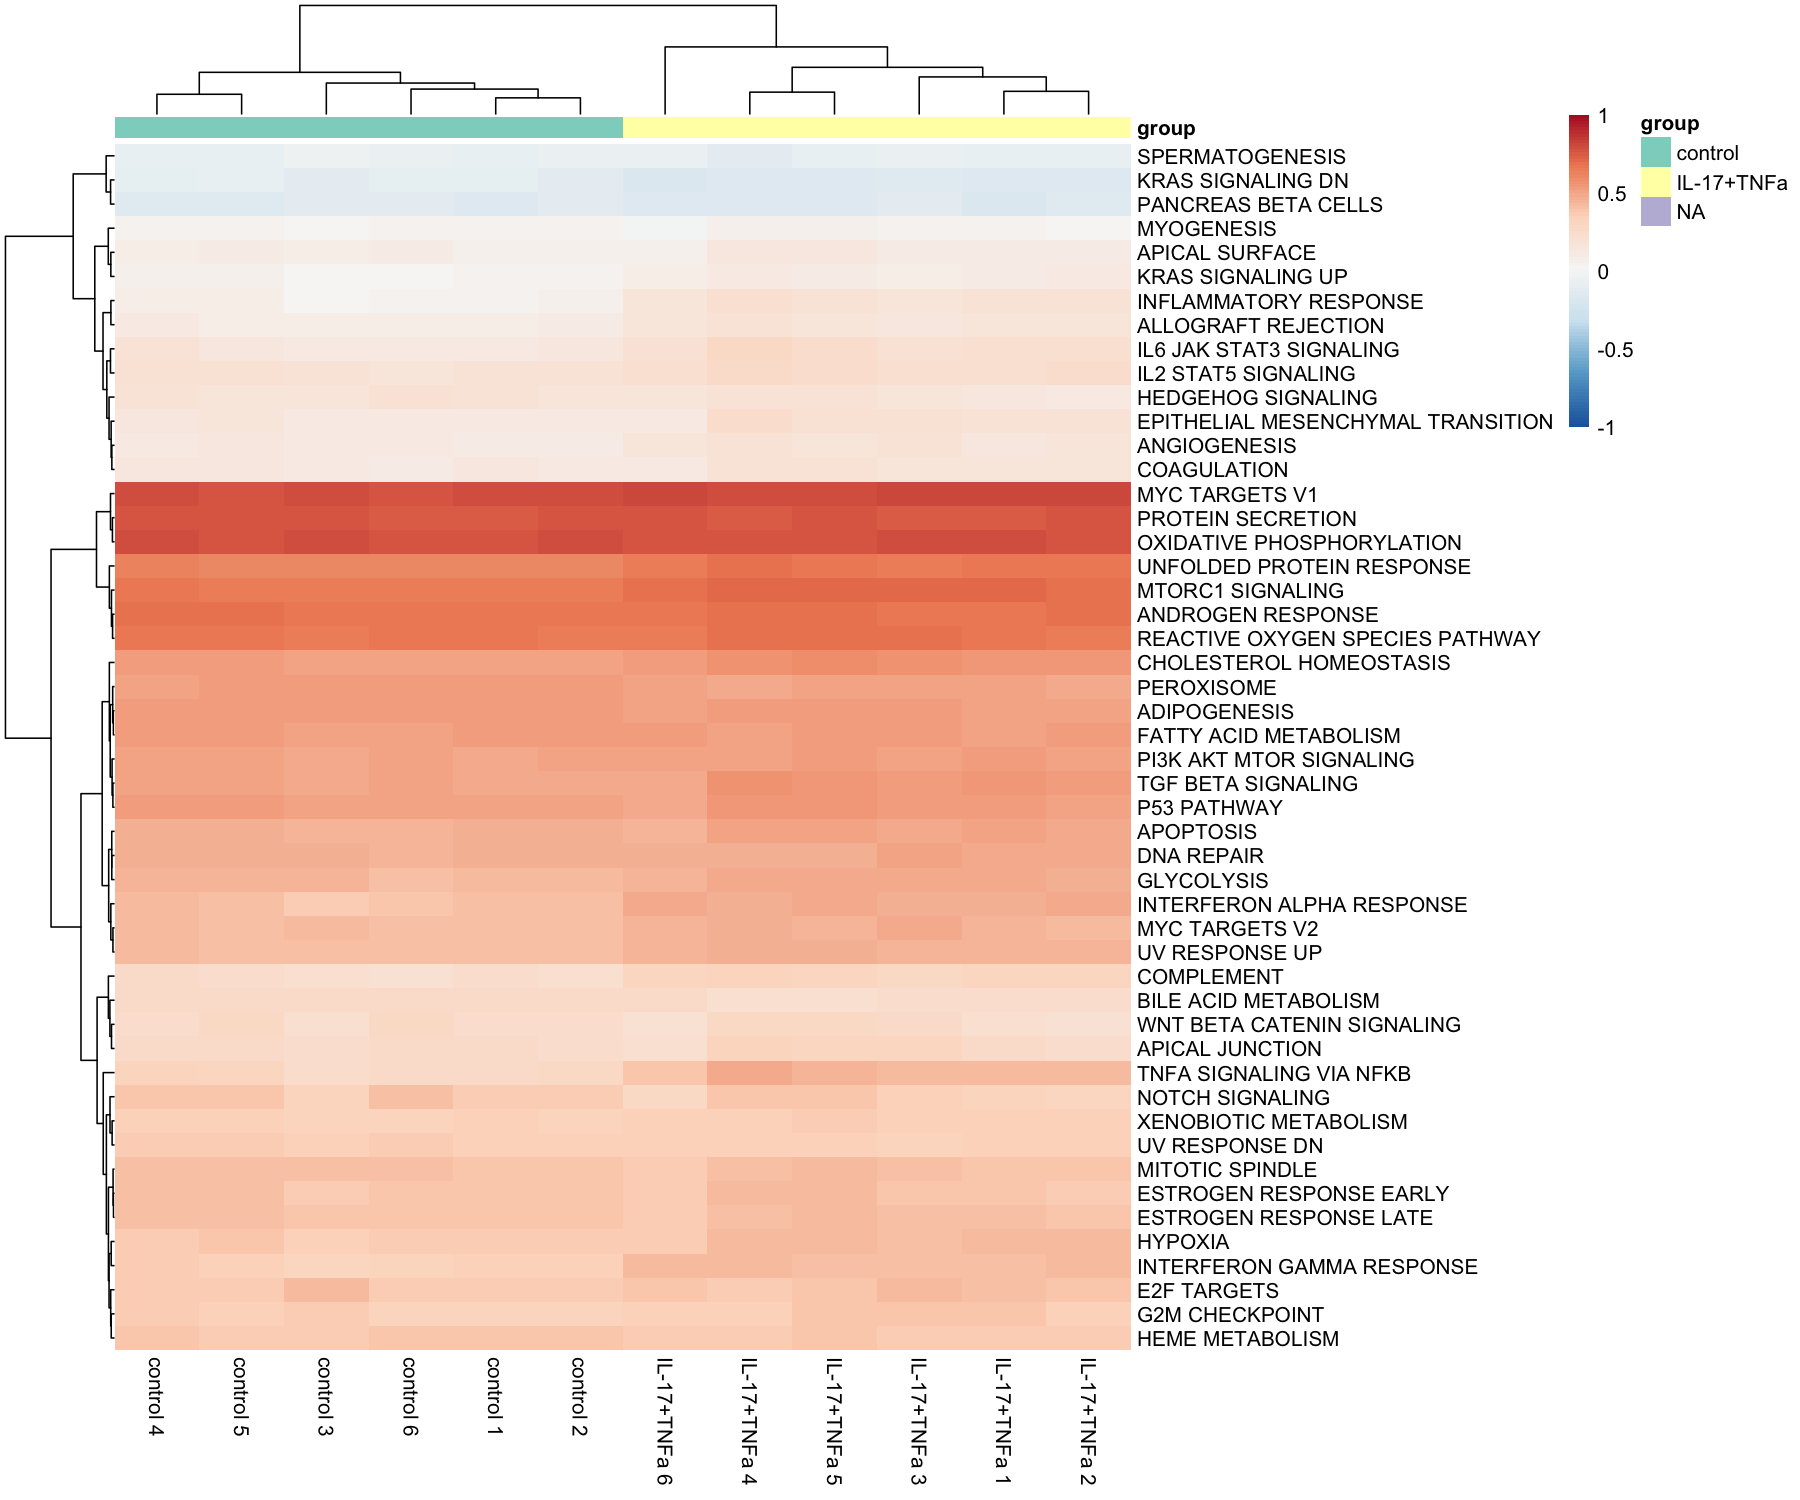 group
SPERMATOGENESIS
KRAS SIGNALING DN
PANCREAS BETA CELLS
MYOGENESIS
APICAL SURFACE
KRAS SIGNALING UP
INFLAMMATORY RESPONSE
ALLOGRAFT REJECTION
IL6 JAK STAT3 SIGNALING
IL2 STAT5 SIGNALING
HEDGEHOG SIGNALING
EPITHELIAL MESENCHYMAL TRANSITION
ANGIOGENESIS
COAGULATION
MYC TARGETS V1
PROTEIN SECRETION
OXIDATIVE PHOSPHORYLATION
UNFOLDED PROTEIN RESPONSE
MTORC1 SIGNALING
ANDROGEN RESPONSE
REACTIVE OXYGEN SPECIES PATHWAY
CHOLESTEROL HOMEOSTASIS
PEROXISOME
ADIPOGENESIS
FATTY ACID METABOLISM
PI3K AKT MTOR SIGNALING
TGF BETA SIGNALING
P53 PATHWAY
APOPTOSIS
DNA REPAIR
GLYCOLYSIS
INTERFERON ALPHA RESPONSE
MYC TARGETS V2
UV RESPONSE UP
COMPLEMENT
BILE ACID METABOLISM
WNT BETA CATENIN SIGNALING
APICAL JUNCTION
TNFA SIGNALING VIA NFKB
NOTCH SIGNALING
XENOBIOTIC METABOLISM
UV RESPONSE DN
MITOTIC SPINDLE
ESTROGEN RESPONSE EARLY
ESTROGEN RESPONSE LATE
HYPOXIA
INTERFERON GAMMA RESPONSE
E2F TARGETS
G2M CHECKPOINT
HEME METABOLISM
control 4
control 5
control 3
control 6
control 1
control 2
IL-17+TNFa 6
IL-17+TNFa 4
IL-17+TNFa 5
IL-17+TNFa 3
IL-17+TNFa 1
IL-17+TNFa 2
1
0.5
0
-0.5
-1
group
control
IL-17+TNFa
NA